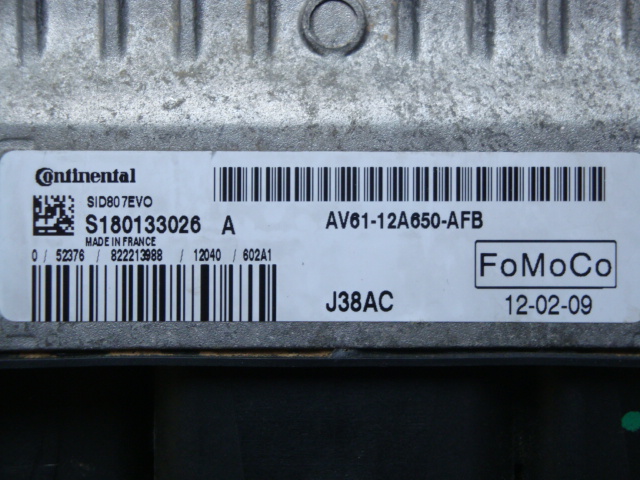 Continental
SID807EVO
S180133026 A
MADE IN FRANCE
0 / 52376 / 822213988 / 12040 / 602A1
AV61-12A650-AFB
FoMoCo
J38AC
12-02-09